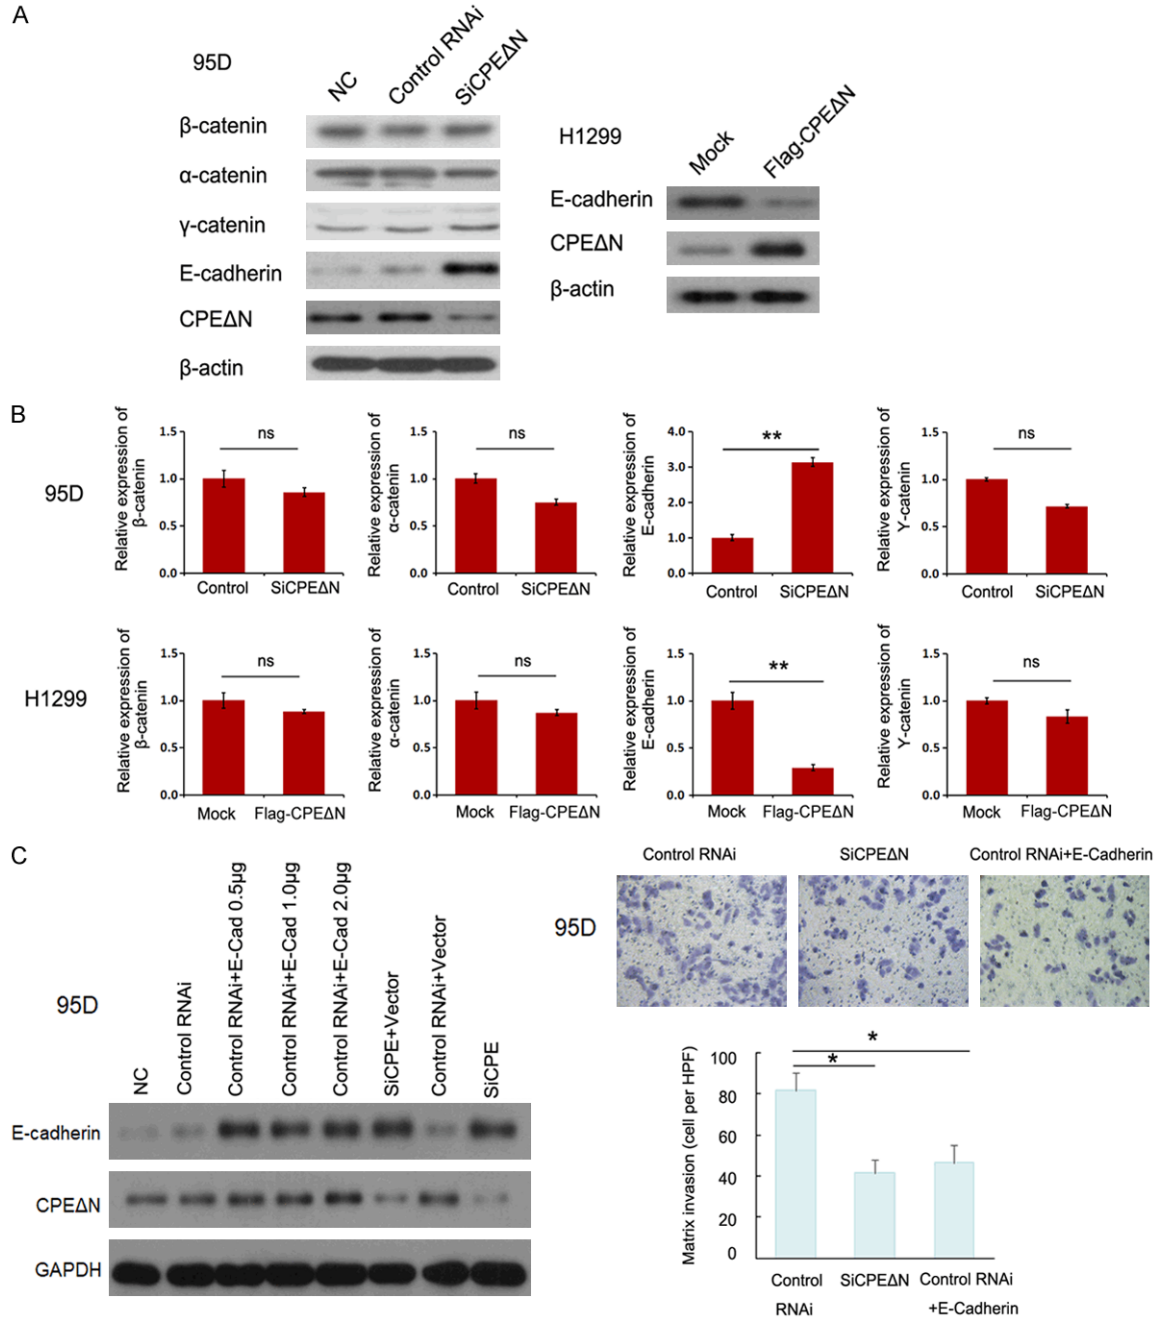 A
95D
NC
Control RNAi
SiCPEΔN
β-catenin
α-catenin
γ-catenin
E-cadherin
CPEΔN
β-actin
H1299
Mock
Flag-CPEΔN
E-cadherin
CPEΔN
β-actin
B
95D
Relative expression of
β-catenin
1.5
1.0
0.5
0.0
ns
Control
SiCPEΔN
Relative expression of
α-catenin
1.5
1.0
0.5
0.0
ns
Control
SiCPEΔN
Relative expression of
E-cadherin
4.0
3.0
2.0
1.0
0.0
**
Control
SiCPEΔN
Relative expression of
Y-catenin
1.5
1.0
0.5
0.0
ns
Control
SiCPEΔN
H1299
Relative expression of
β-catenin
1.5
1.0
0.5
0.0
ns
Mock
Flag-CPEΔN
Relative expression of
α-catenin
1.5
1.0
0.5
0.0
ns
Mock
Flag-CPEΔN
Relative expression of
E-cadherin
1.5
1.0
0.5
0.0
**
Mock
Flag-CPEΔN
Relative expression of
Y-catenin
1.5
1.0
0.5
0.0
ns
Mock
Flag-CPEΔN
C
95D
NC
Control RNAi
Control RNAi+E-Cad 0.5μg
Control RNAi+E-Cad 1.0μg
Control RNAi+E-Cad 2.0μg
SiCPE+Vector
Control RNAi+Vector
SiCPE
E-cadherin
CPEΔN
GAPDH
95D
Control RNAi
SiCPEΔN
Control RNAi+E-Cadherin
Matrix invasion (cell per HPF)
100
80
60
40
20
0
*
*
Control
RNAi
SiCPEΔN
Control RNAi
+E-Cadherin